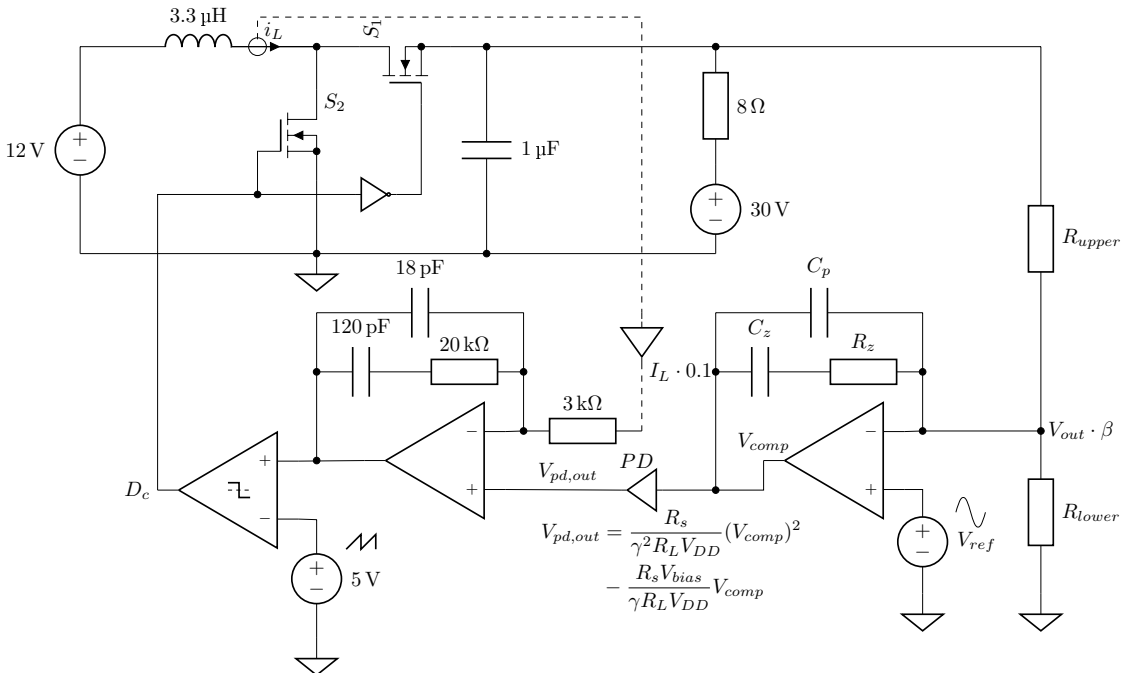 3.3 µH
i_L
S_1
S_2
12 V
+
−
1 µF
8 Ω
30 V
+
−
R_upper
18 pF
120 pF
20 kΩ
3 kΩ
I_L · 0.1
C_p
C_z
R_z
V_out · β
V_comp
PD
V_pd,out
−
+
−
+
+
−
D_c
V_pd,out = R_s / (γ^2 R_L V_DD) (V_comp)^2
− R_s V_bias / (γ R_L V_DD) V_comp
R_lower
V_ref
+
−
5 V
+
−